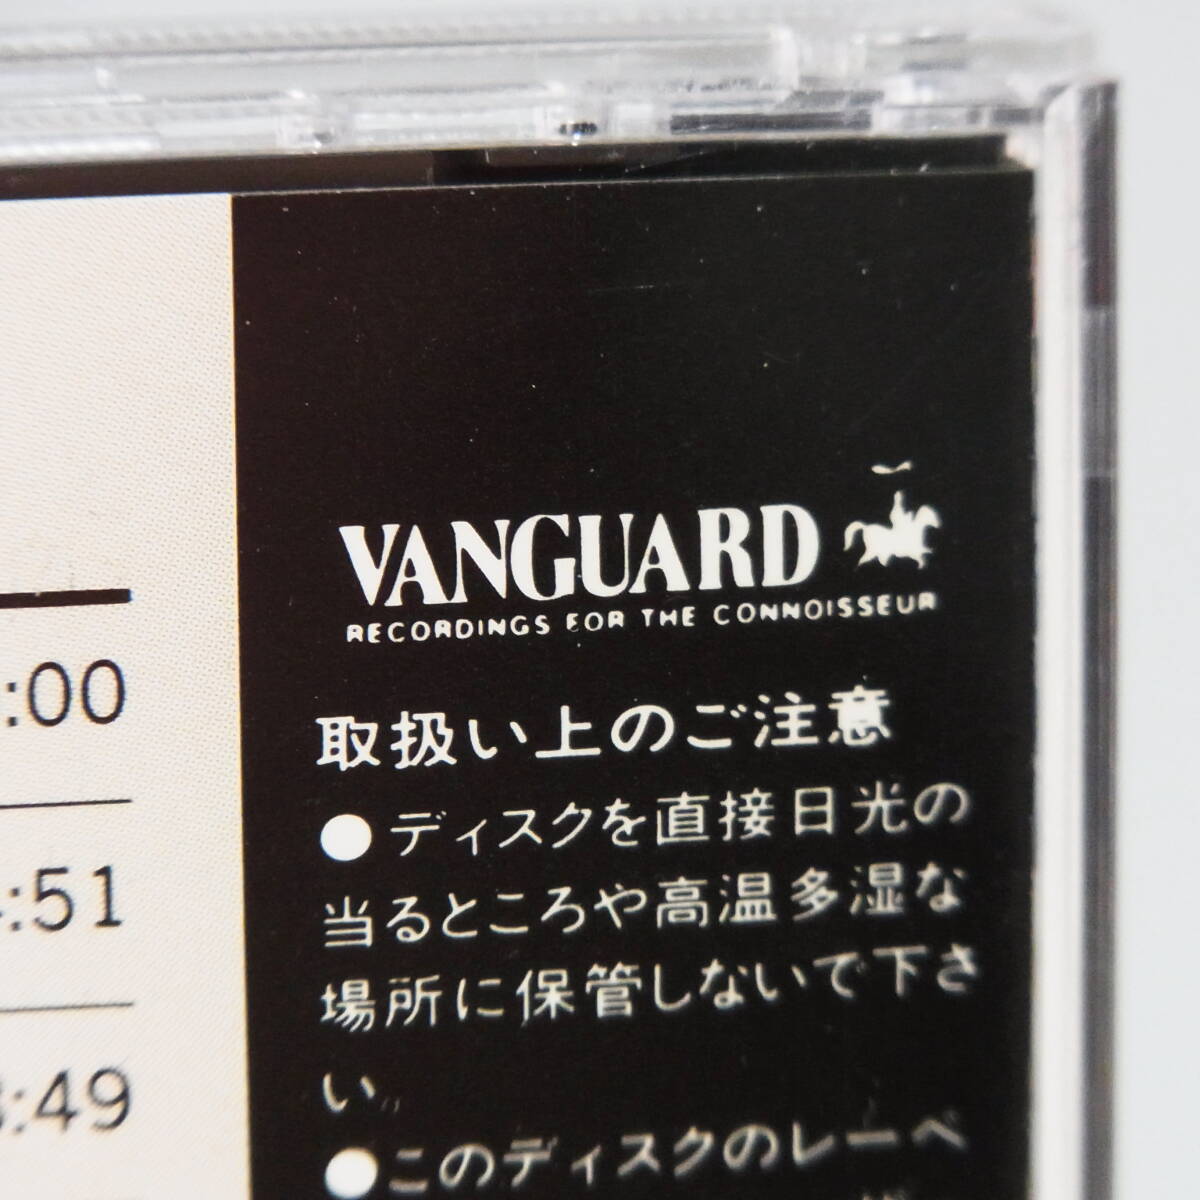 :00
:51
:49
VANGUARD
RECORDINGS FOR THE CONNOISSEUR
取扱い上のご注意
●ディスクを直接日光の
当るところや高温多湿な
場所に保管しないで下さ
い。
●このディスクのレーベ